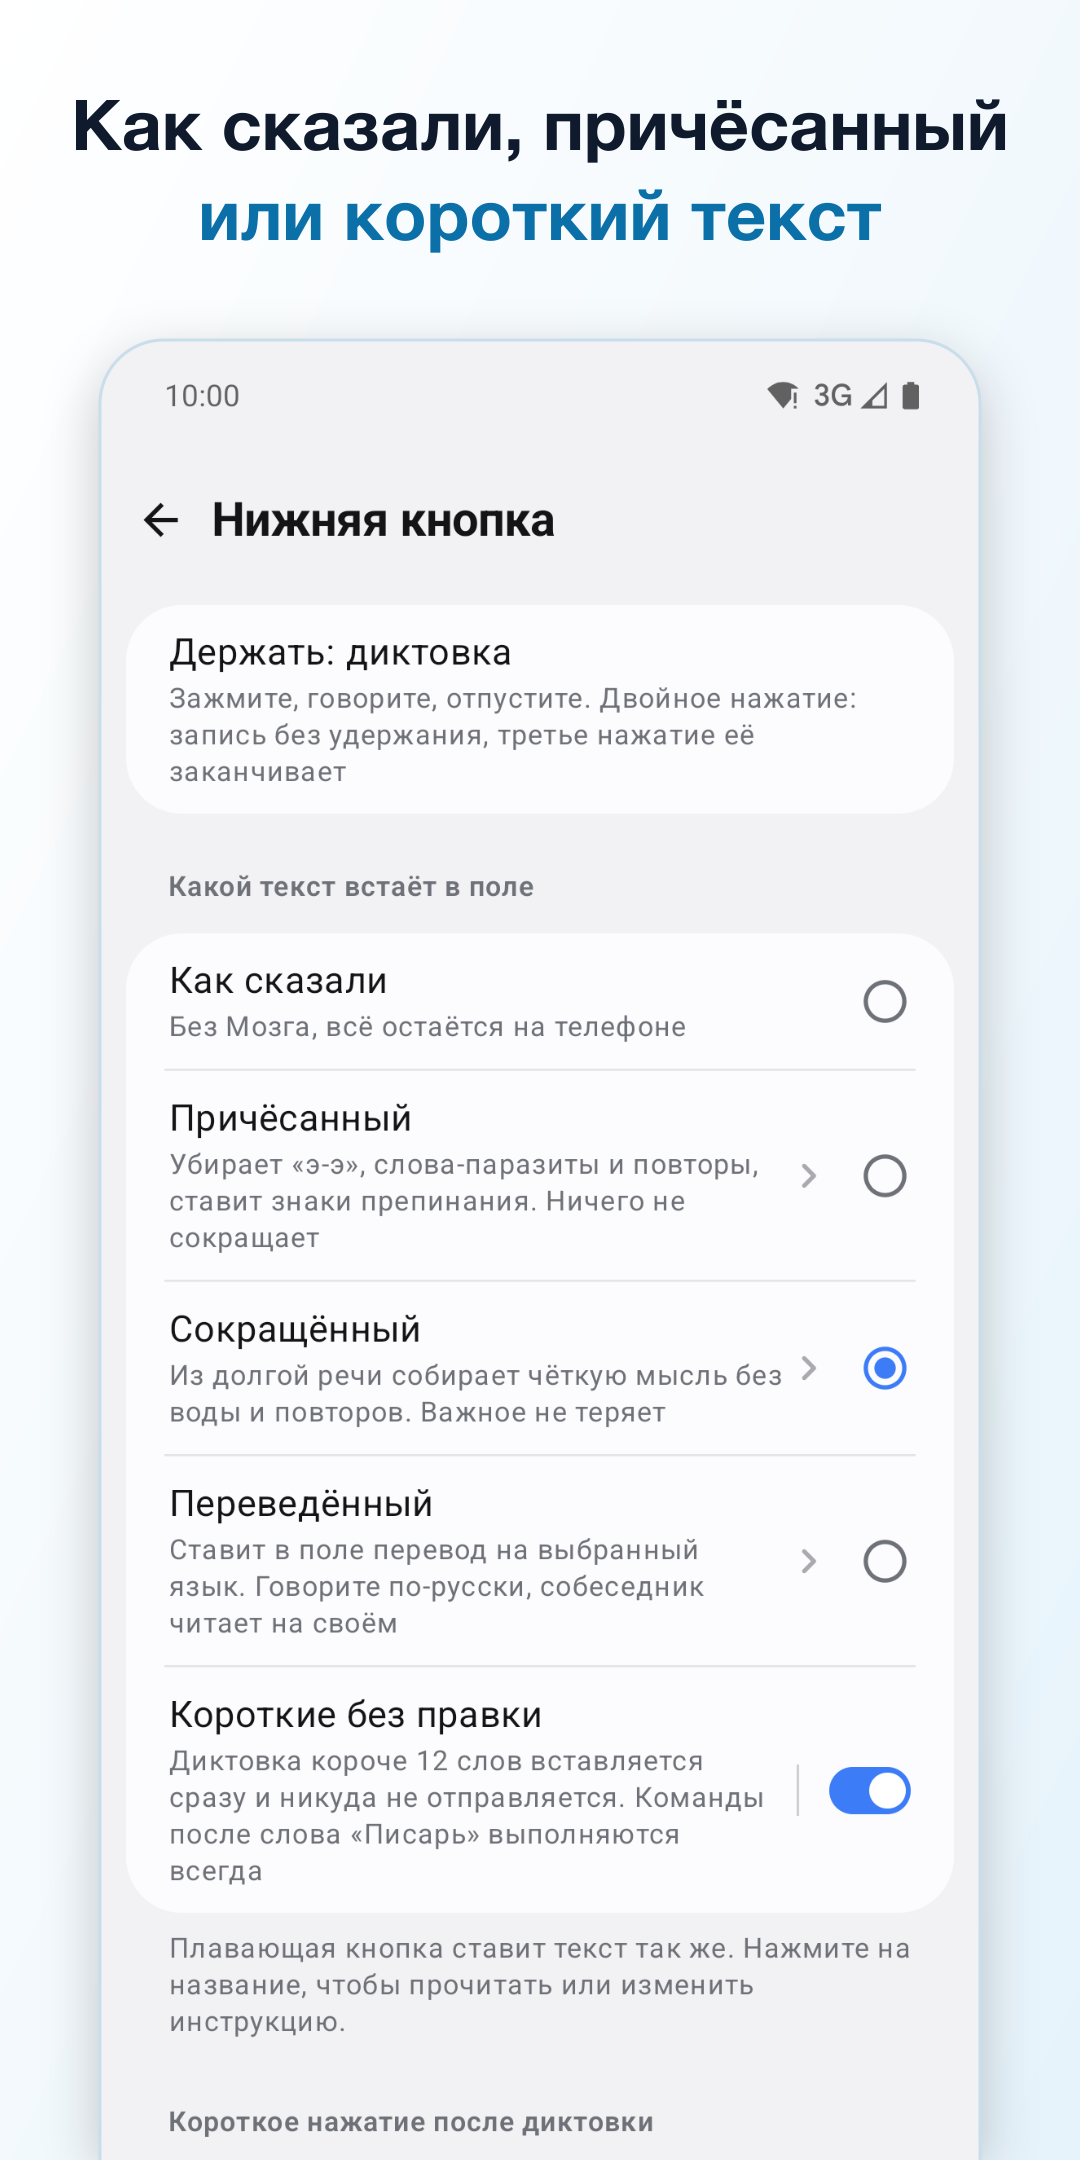 Как сказали, причёсанный
или короткий текст
10:00
3G
Нижняя кнопка
Держать: диктовка
Зажмите, говорите, отпустите. Двойное нажатие:
запись без удержания, третье нажатие её
заканчивает
Какой текст встаёт в поле
Как сказали
Без Мозга, всё остаётся на телефоне
Причёсанный
Убирает «э-э», слова-паразиты и повторы,
ставит знаки препинания. Ничего не
сокращает
Сокращённый
Из долгой речи собирает чёткую мысль без
воды и повторов. Важное не теряет
Переведённый
Ставит в поле перевод на выбранный
язык. Говорите по-русски, собеседник
читает на своём
Короткие без правки
Диктовка короче 12 слов вставляется
сразу и никуда не отправляется. Команды
после слова «Писарь» выполняются
всегда
Плавающая кнопка ставит текст так же. Нажмите на
название, чтобы прочитать или изменить
инструкцию.
Короткое нажатие после диктовки